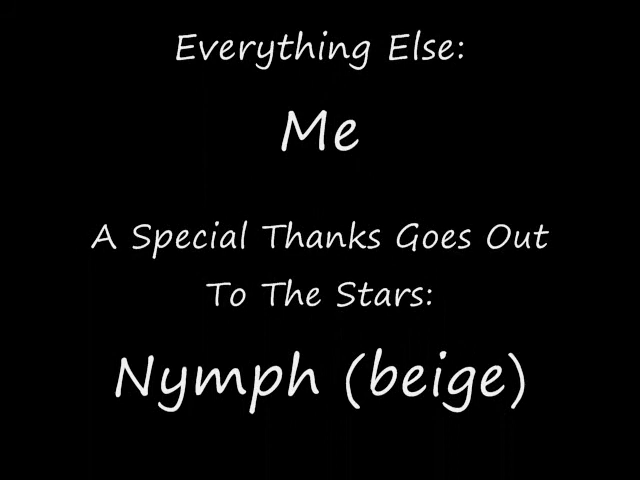 Everything Else:
Me
A Special Thanks Goes Out
To The Stars:
Nymph (beige)